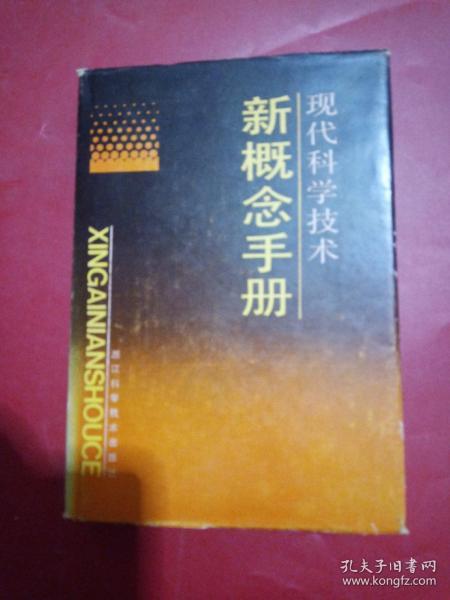 现代科学技术
新概念手册
XINGAINIANSHOUCE
浙江科学技术出版社
孔夫子旧书网
www.kongfz.com